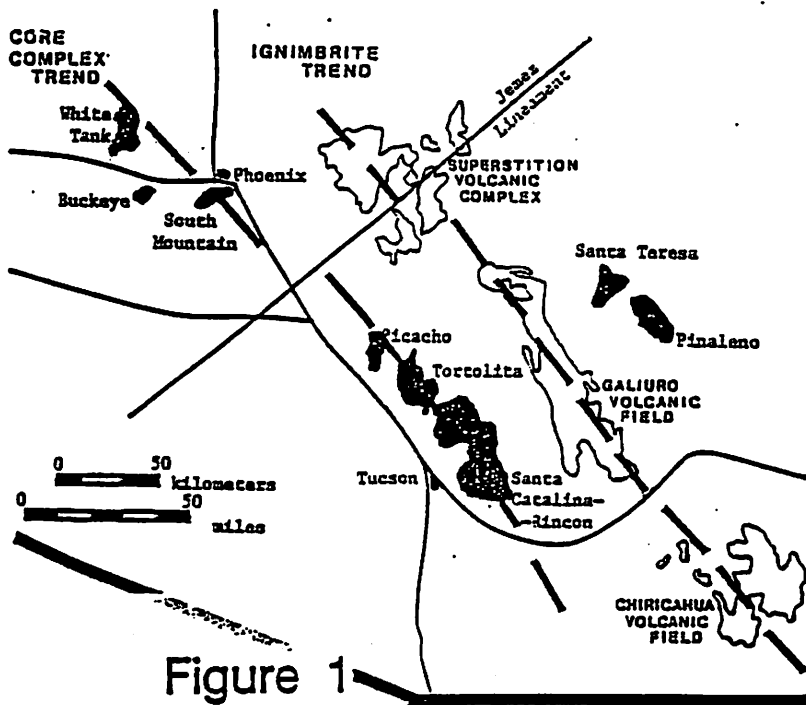 CORE
COMPLEX
TREND
IGNIMBRITE
TREND
Jemez
Lineament
White
Tank
Phoenix
Buckeye
South
Mountain
SUPERSTITION
VOLCANIC
COMPLEX
Santa Teresa
Pinaleno
Picacho
Tortolita
GALIURO
VOLCANIC
FIELD
0 50
kilometers
0 50
miles
Tucson
Santa
Catalina-
-Rincon
CHIRICAHUA
VOLCANIC
FIELD
Figure 1